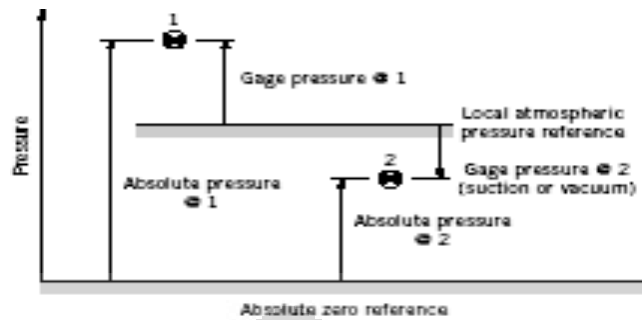 1
Gage pressure @ 1
Local atmospheric
pressure reference
2
Gage pressure @ 2
(suction or vacuum)
Absolute pressure
@ 1
Absolute pressure
@ 2
Pressure
Absolute zero reference